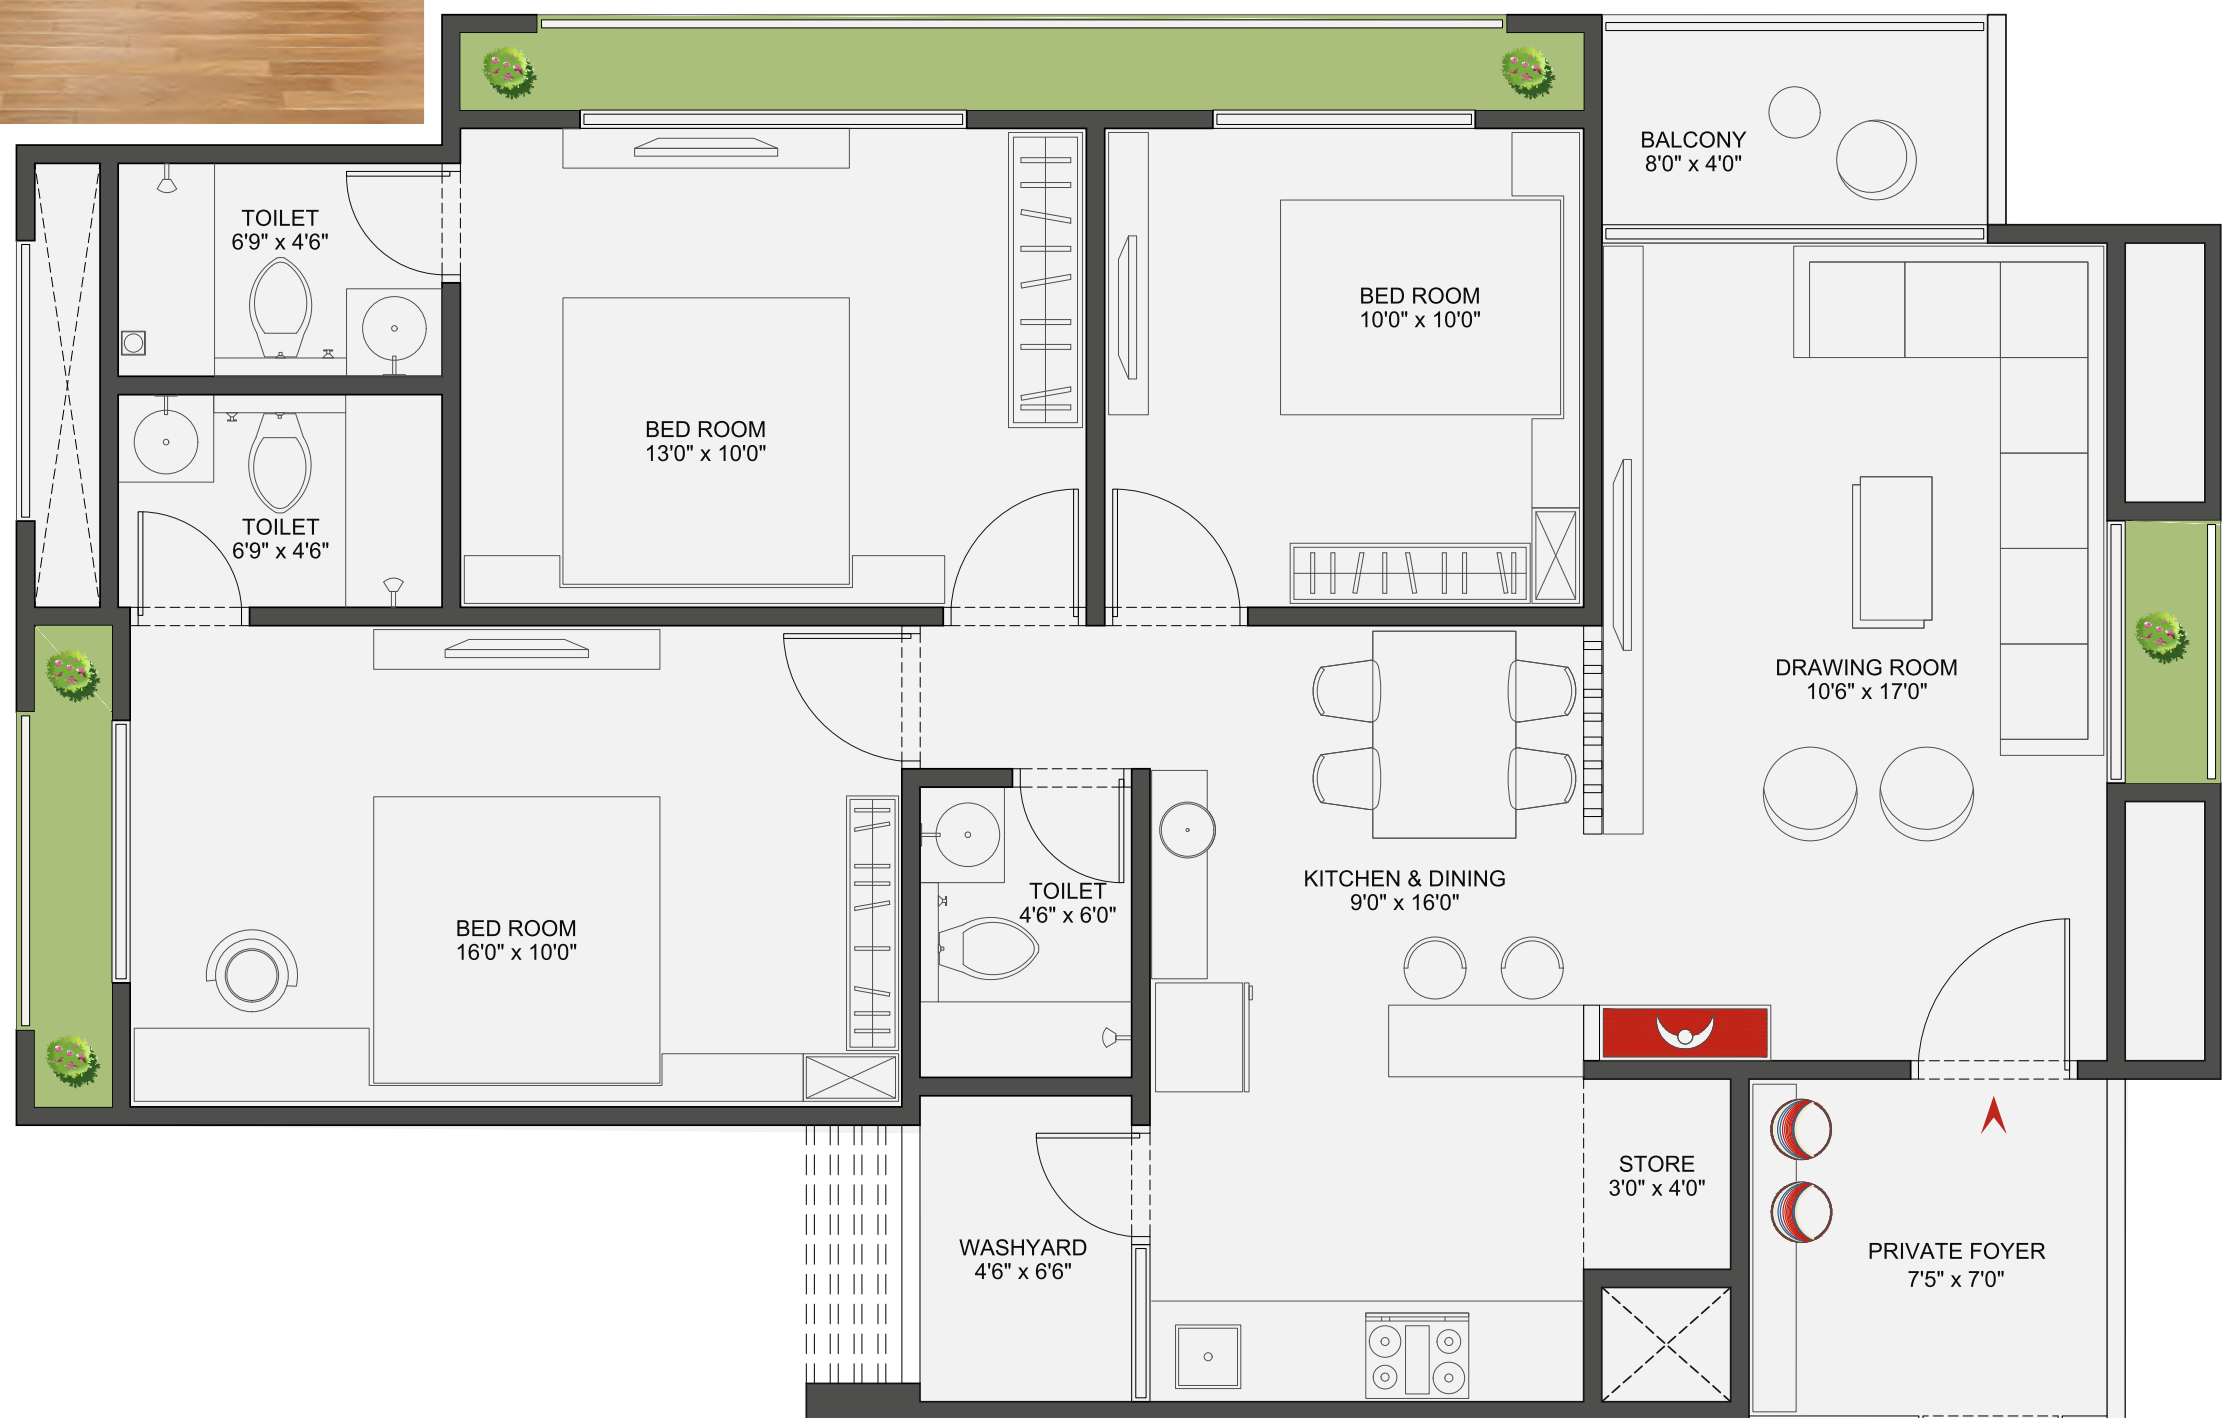 BALCONY
8'0" x 4'0"
TOILET
6'9" x 4'6"
BED ROOM
10'0" x 10'0"
BED ROOM
13'0" x 10'0"
TOILET
6'9" x 4'6"
DRAWING ROOM
10'6" x 17'0"
KITCHEN & DINING
9'0" x 16'0"
TOILET
4'6" x 6'0"
BED ROOM
16'0" x 10'0"
STORE
3'0" x 4'0"
WASHYARD
4'6" x 6'6"
PRIVATE FOYER
7'5" x 7'0"